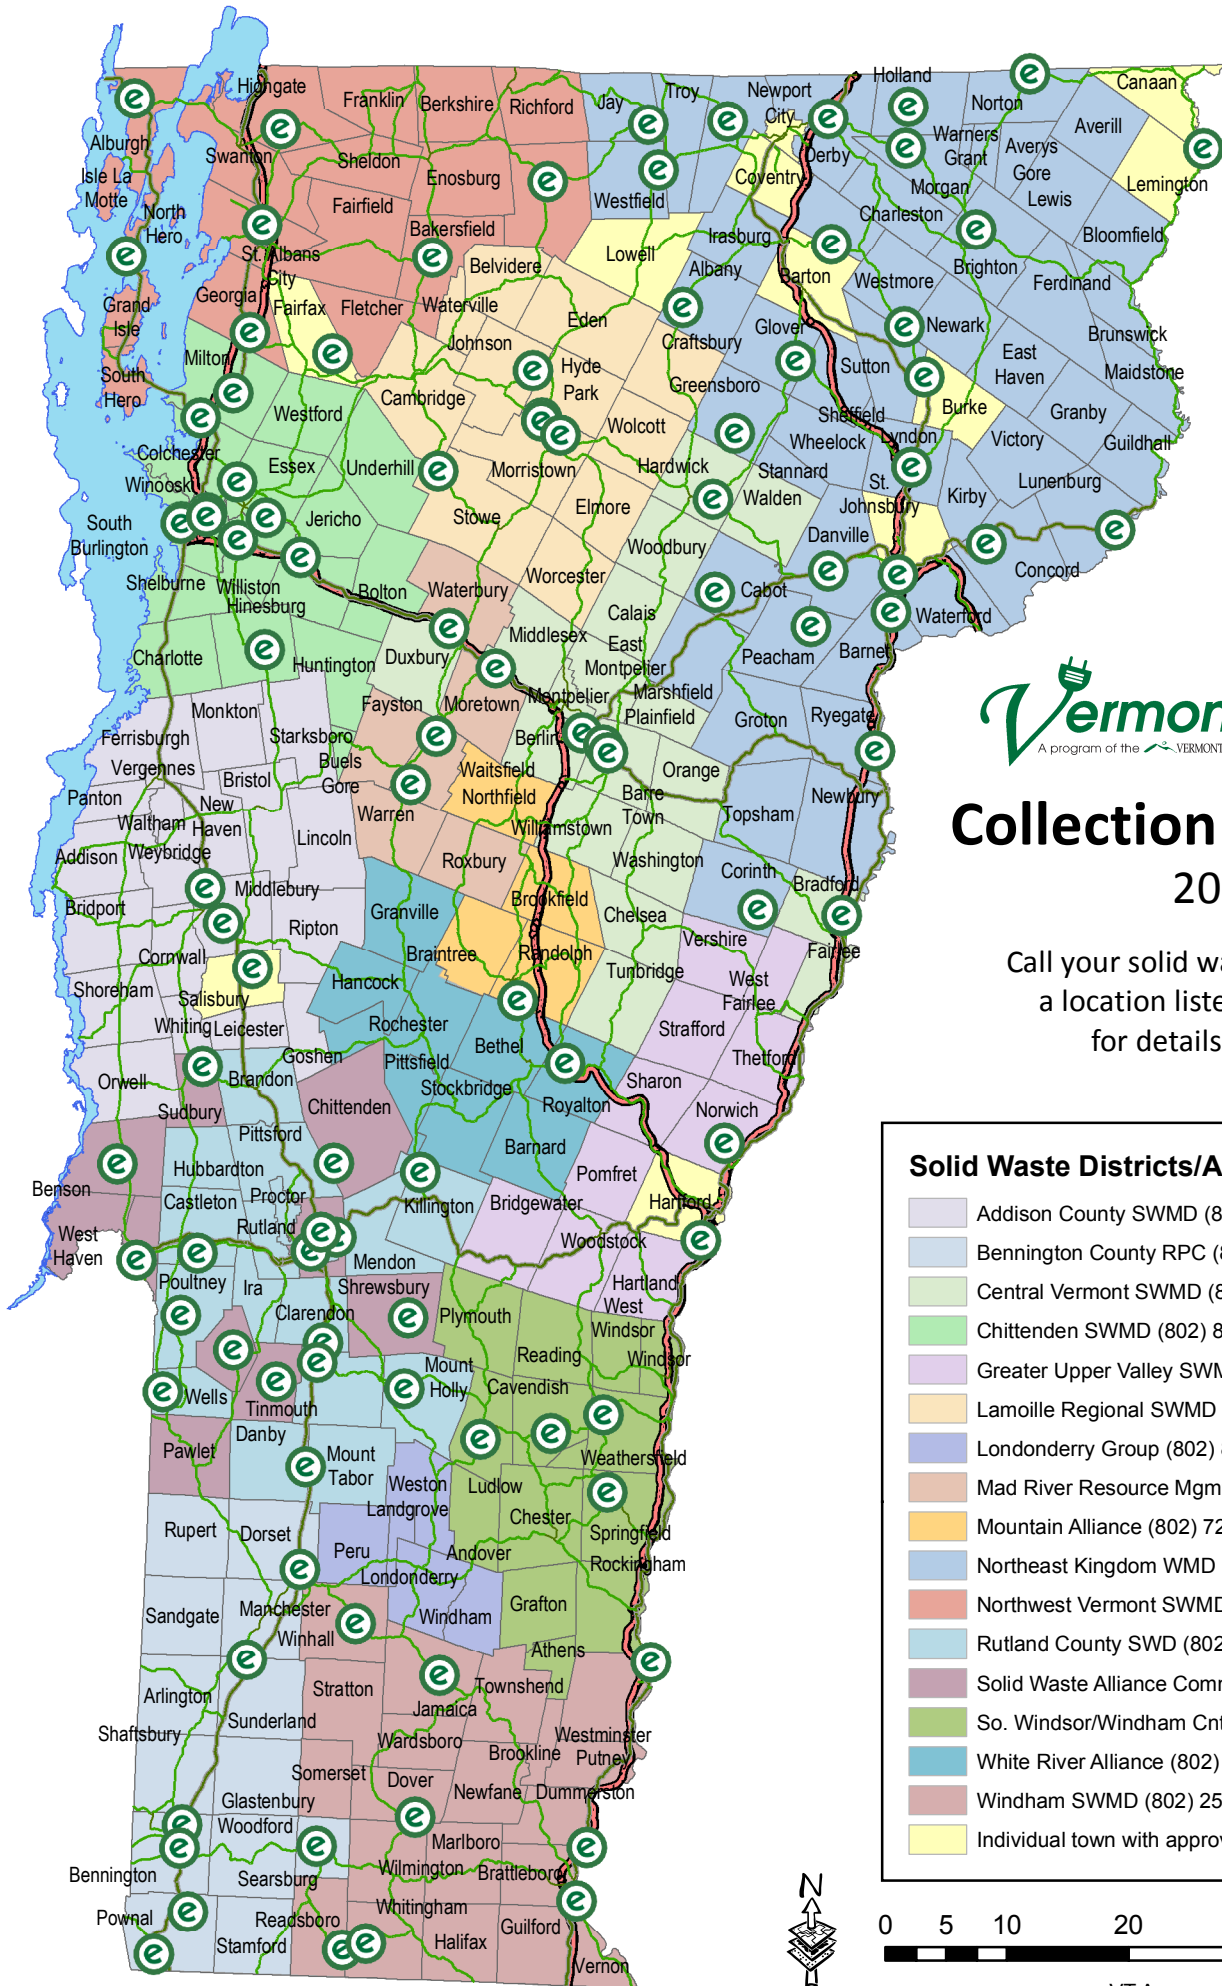 Highgate
Franklin
Berkshire
Richford
Jay
Troy
Newport
City
Holland
Norton
Canaan
Alburgh
Swanton
Sheldon
Enosburg
Westfield
Coventry
Derby
Warners
Grant
Averys
Gore
Averill
Lewis
Lemington
Isle La
Motte
North
Hero
Fairfield
Bakersfield
Morgan
Charleston
Bloomfield
St. Albans
City
Belvidere
Lowell
Irasburg
Albany
Barton
Westmore
Brighton
Ferdinand
Grand
Isle
Georgia
Fairfax
Fletcher
Waterville
Eden
Craftsbury
Glover
Newark
Brunswick
South
Hero
Milton
Johnson
Hyde
Park
Greensboro
Sutton
East
Haven
Maidstone
Westford
Cambridge
Wolcott
Sheffield
Burke
Granby
Colchester
Essex
Underhill
Morristown
Hardwick
Wheelock
Lyndon
Victory
Guildhall
Winooski
Stannard
South
Burlington
Jericho
Stowe
Elmore
Walden
St.
Johnsbury
Kirby
Lunenburg
Shelburne
Williston
Hinesburg
Bolton
Waterbury
Worcester
Woodbury
Danville
Concord
Cabot
Waterford
Charlotte
Huntington
Duxbury
Middlesex
Calais
East
Montpelier
Peacham
Barnet
Monkton
Fayston
Moretown
Montpelier
Marshfield
Plainfield
Groton
Ryegate
Ferrisburgh
Starksboro
Berlin
Vergennes
Buels
Gore
Waitsfield
Orange
Panton
Bristol
Northfield
Barre
Town
Topsham
Newbury
Waltham
New
Haven
Warren
Williamstown
Addison
Weybridge
Lincoln
Roxbury
Washington
Corinth
Bradford
Bridport
Middlebury
Granville
Brookfield
Chelsea
Cornwall
Ripton
Braintree
Randolph
Vershire
Fairlee
Shoreham
Salisbury
Hancock
Tunbridge
West
Fairlee
Whiting
Leicester
Rochester
Bethel
Strafford
Orwell
Brandon
Goshen
Pittsfield
Stockbridge
Thetford
Sudbury
Chittenden
Royalton
Sharon
Norwich
Pittsford
Barnard
Benson
Hubbardton
Pomfret
Castleton
Proctor
Killington
Bridgewater
Hartford
West
Haven
Rutland
Mendon
Woodstock
Poultney
Ira
Shrewsbury
Hartland
Clarendon
Plymouth
West
Windsor
Windsor
Reading
Wells
Tinmouth
Mount
Holly
Cavendish
Pawlet
Danby
Mount
Tabor
Weathersfield
Weston
Ludlow
Rupert
Dorset
Landgrove
Chester
Springfield
Peru
Andover
Rockingham
Londonderry
Sandgate
Manchester
Windham
Grafton
Winhall
Athens
Arlington
Stratton
Jamaica
Townshend
Shaftsbury
Sunderland
Wardsboro
Westminster
Brookline
Putney
Somerset
Dover
Newfane
Dummerston
Glastenbury
Woodford
Marlboro
Bennington
Searsburg
Wilmington
Brattleboro
Pownal
Readsboro
Whitingham
Guilford
Stamford
Halifax
Vernon
Vermon
A program of the
VERMONT
Collection
20
Call your solid wa
a location liste
for details
Solid Waste Districts/A
Addison County SWMD (8
Bennington County RPC (8
Central Vermont SWMD (8
Chittenden SWMD (802) 8
Greater Upper Valley SWM
Lamoille Regional SWMD
Londonderry Group (802)
Mad River Resource Mgm
Mountain Alliance (802) 72
Northeast Kingdom WMD
Northwest Vermont SWMD
Rutland County SWD (802
Solid Waste Alliance Comm
So. Windsor/Windham Cnt
White River Alliance (802)
Windham SWMD (802) 25
Individual town with approv
N
0 5 10 20